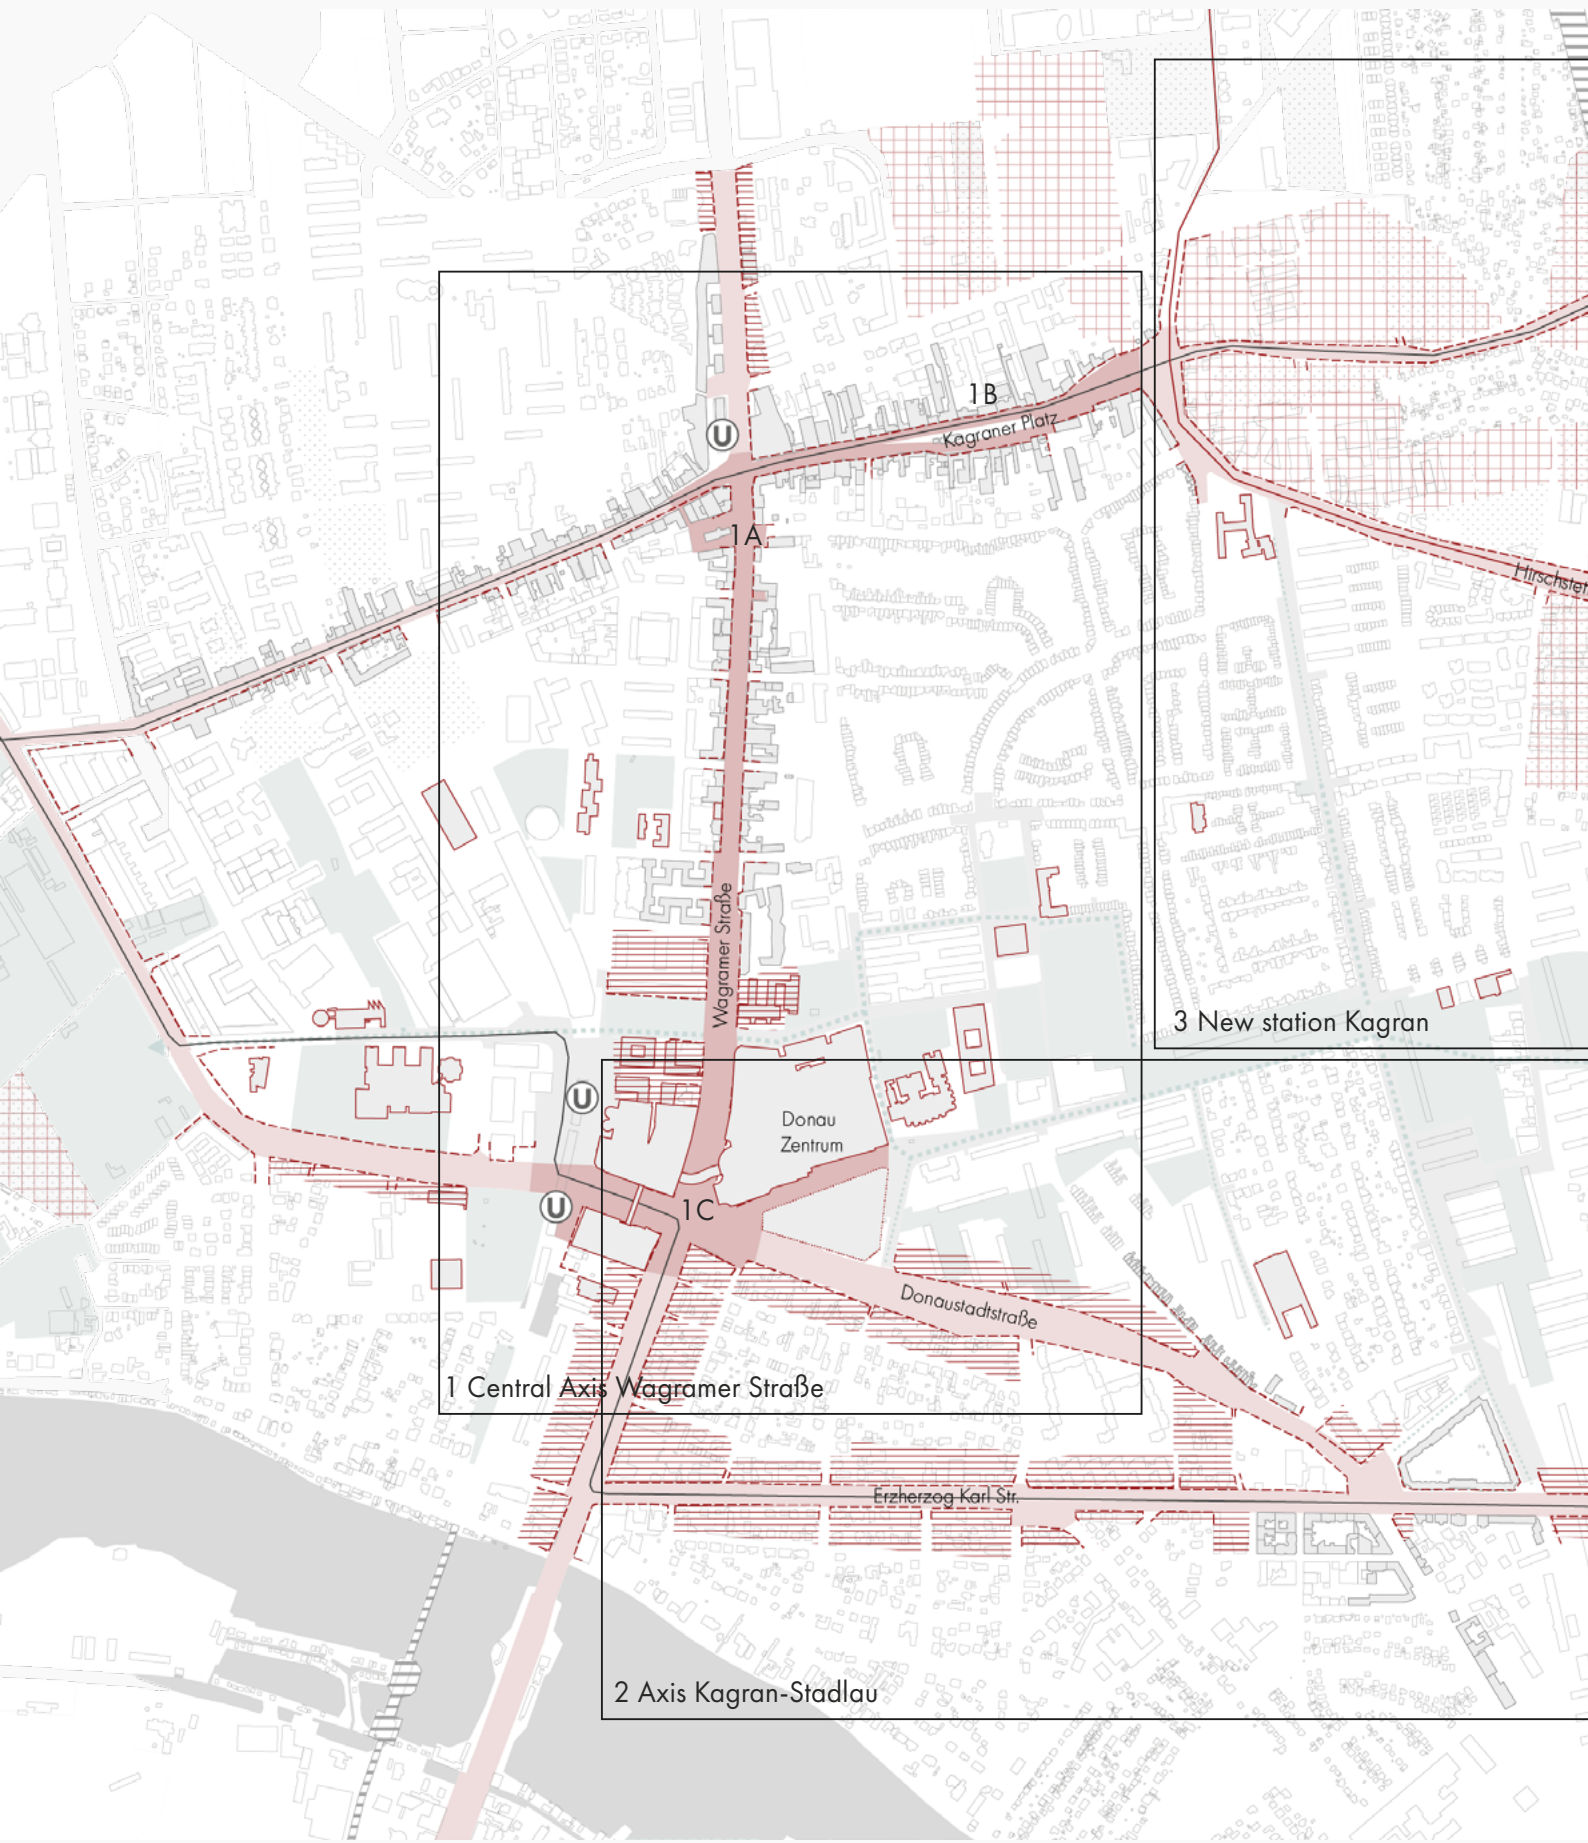 1B
Kagraner Platz
U
1A
Hirschstet
Wagramer Straße
3 New station Kagran
U
Donau
Zentrum
U
1C
Donaustadtstraße
1 Central Axis Wagramer Straße
Erzherzog Karl Str.
2 Axis Kagran-Stadlau